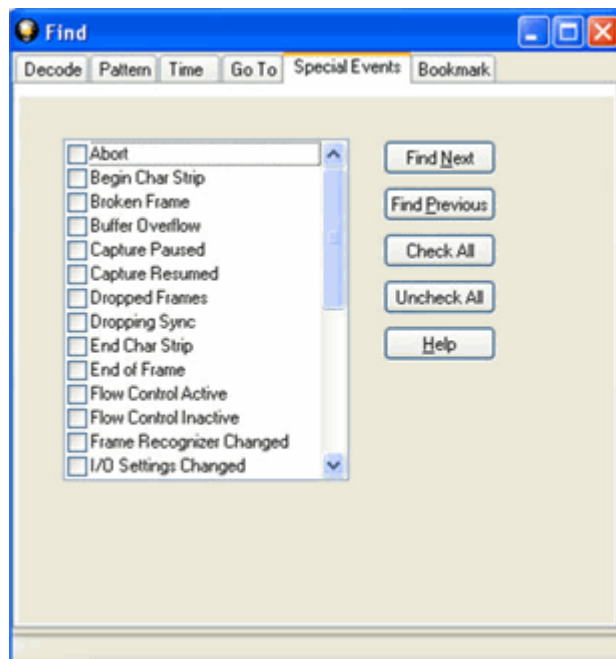 Find
Decode Pattern Time Go To Special Events Bookmark
Abort
Begin Char Strip
Broken Frame
Buffer Overflow
Capture Paused
Capture Resumed
Dropped Frames
Dropping Sync
End Char Strip
End of Frame
Flow Control Active
Flow Control Inactive
Frame Recognizer Changed
I/O Settings Changed
Find Next
Find Previous
Check All
Uncheck All
Help